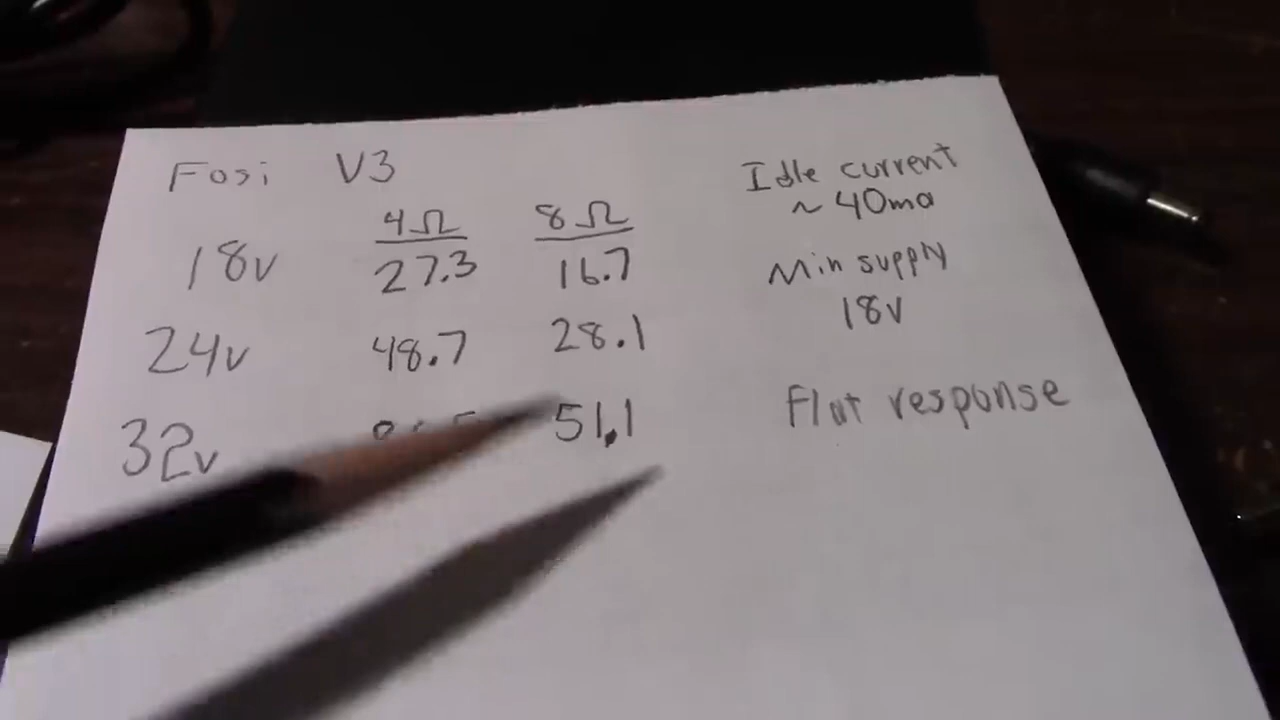 Fosi V3
4Ω 8Ω
18v 27.3 16.7
24v 48.7 28.1
32v 51.1
Idle current
~ 40ma
Min supply
18v
Flat response